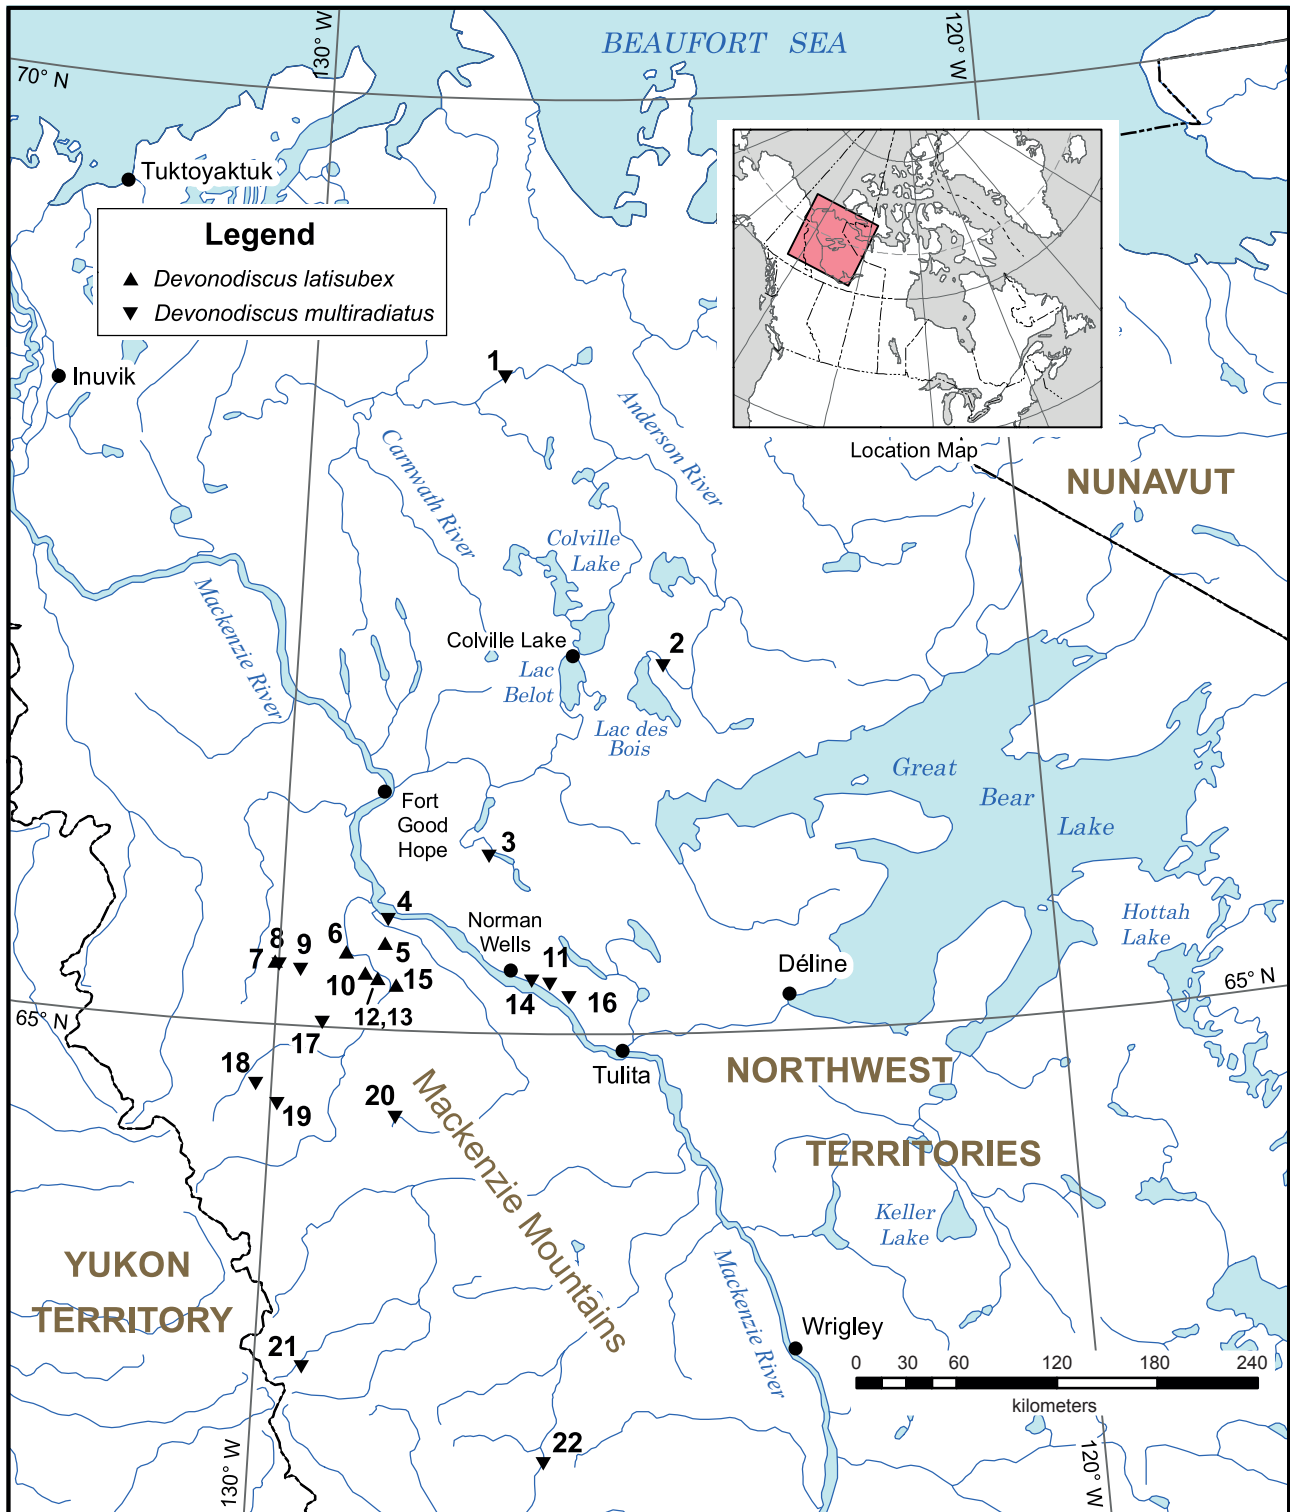 BEAUFORT SEA
130° W
120° W
70° N
Tuktoyaktuk
Legend
Devonodiscus latisubex
Devonodiscus multiradiatus
Inuvik
1
Location Map
NUNAVUT
Anderson River
Carnwath River
Colville
Lake
Mackenzie River
Colville Lake
2
Lac
Belot
Lac des
Bois
Great
Bear
Lake
Fort
Good
Hope
3
4
Norman
Wells
Hottah
Lake
5
6
7
8
9
10
11
15
14
16
12,13
Déline
65° N
65° N
17
Tulita
NORTHWEST
TERRITORIES
18
19
20
Mackenzie Mountains
Keller
Lake
YUKON
TERRITORY
Mackenzie River
Wrigley
21
0 30 60 120 180 240
kilometers
22
130° W
120° W